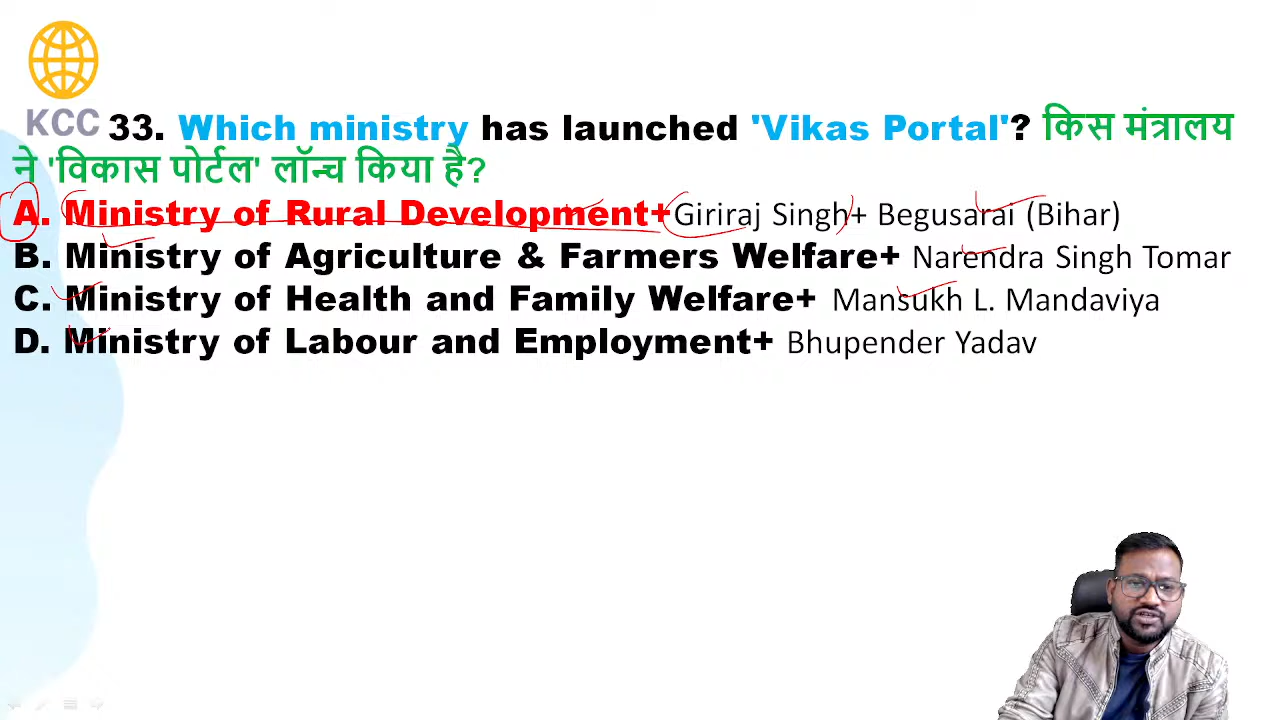 KCC
33. Which ministry has launched 'Vikas Portal'? किस मंत्रालय
ने 'विकास पोर्टल' लॉन्च किया है?
A. Ministry of Rural Development+Giriraj Singh+ Begusarai (Bihar)
B. Ministry of Agriculture & Farmers Welfare+ Narendra Singh Tomar
C. Ministry of Health and Family Welfare+ Mansukh L. Mandaviya
D. Ministry of Labour and Employment+ Bhupender Yadav